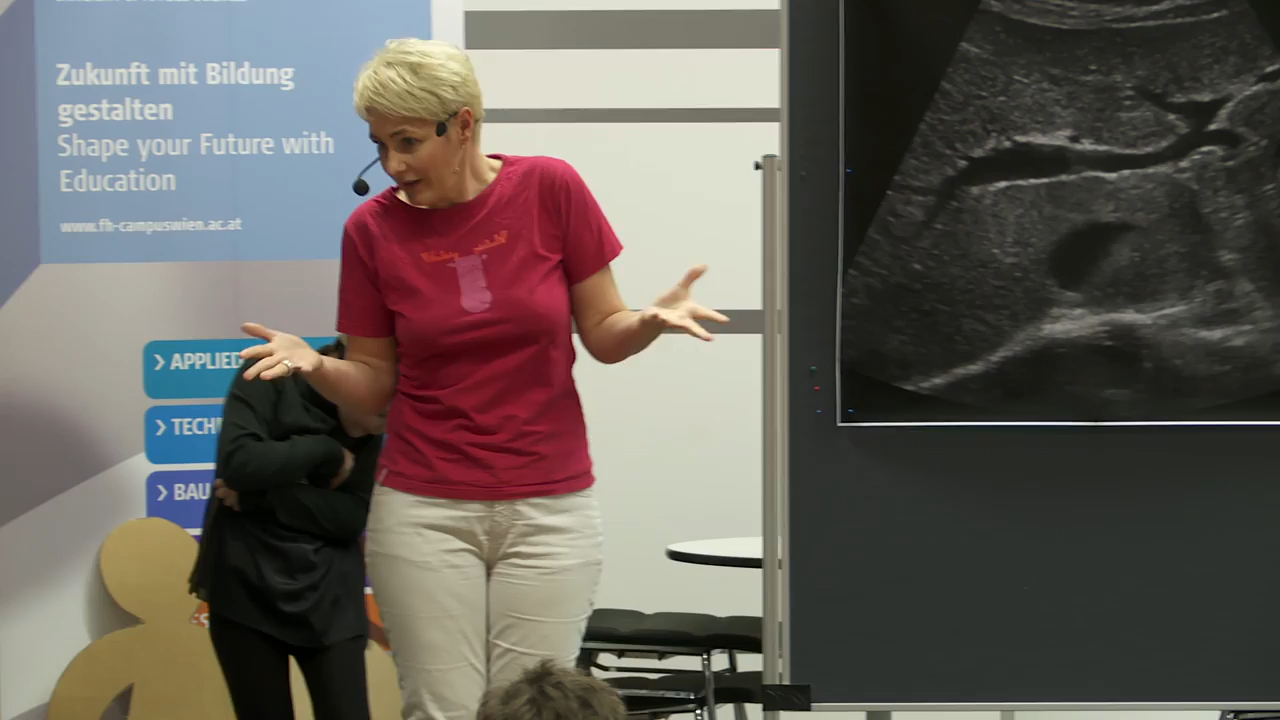 Zukunft mit Bildung
gestalten
Shape your Future with
Education
www.fh-campuswien.ac.at
> APPLIED
> TECH
> BAU